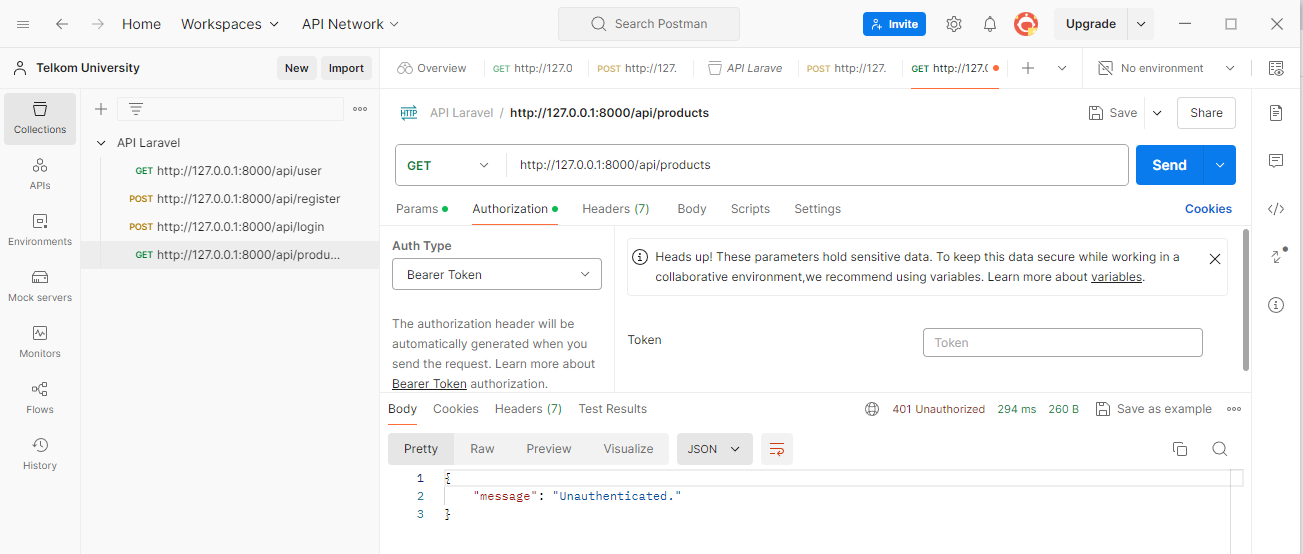 Home Workspaces API Network Search Postman Invite Upgrade
Telkom University New Import
Overview GET http://127.0 POST http://127. API Larave POST http://127. GET http://127.0 No environment
Collections
APIs
Environments
Mock servers
Monitors
Flows
History
API Laravel
GET http://127.0.0.1:8000/api/user
POST http://127.0.0.1:8000/api/register
POST http://127.0.0.1:8000/api/login
GET http://127.0.0.1:8000/api/produ...
HTTP API Laravel / http://127.0.0.1:8000/api/products Save Share
GET http://127.0.0.1:8000/api/products Send
Params Authorization Headers (7) Body Scripts Settings Cookies
Auth Type
Bearer Token
The authorization header will be
automatically generated when you
send the request. Learn more about
Bearer Token authorization.
Heads up! These parameters hold sensitive data. To keep this data secure while working in a
collaborative environment,we recommend using variables. Learn more about variables.
Token Token
Body Cookies Headers (7) Test Results 401 Unauthorized 294 ms 260 B Save as example
Pretty Raw Preview Visualize JSON
1 {
2 "message": "Unauthenticated."
3 }